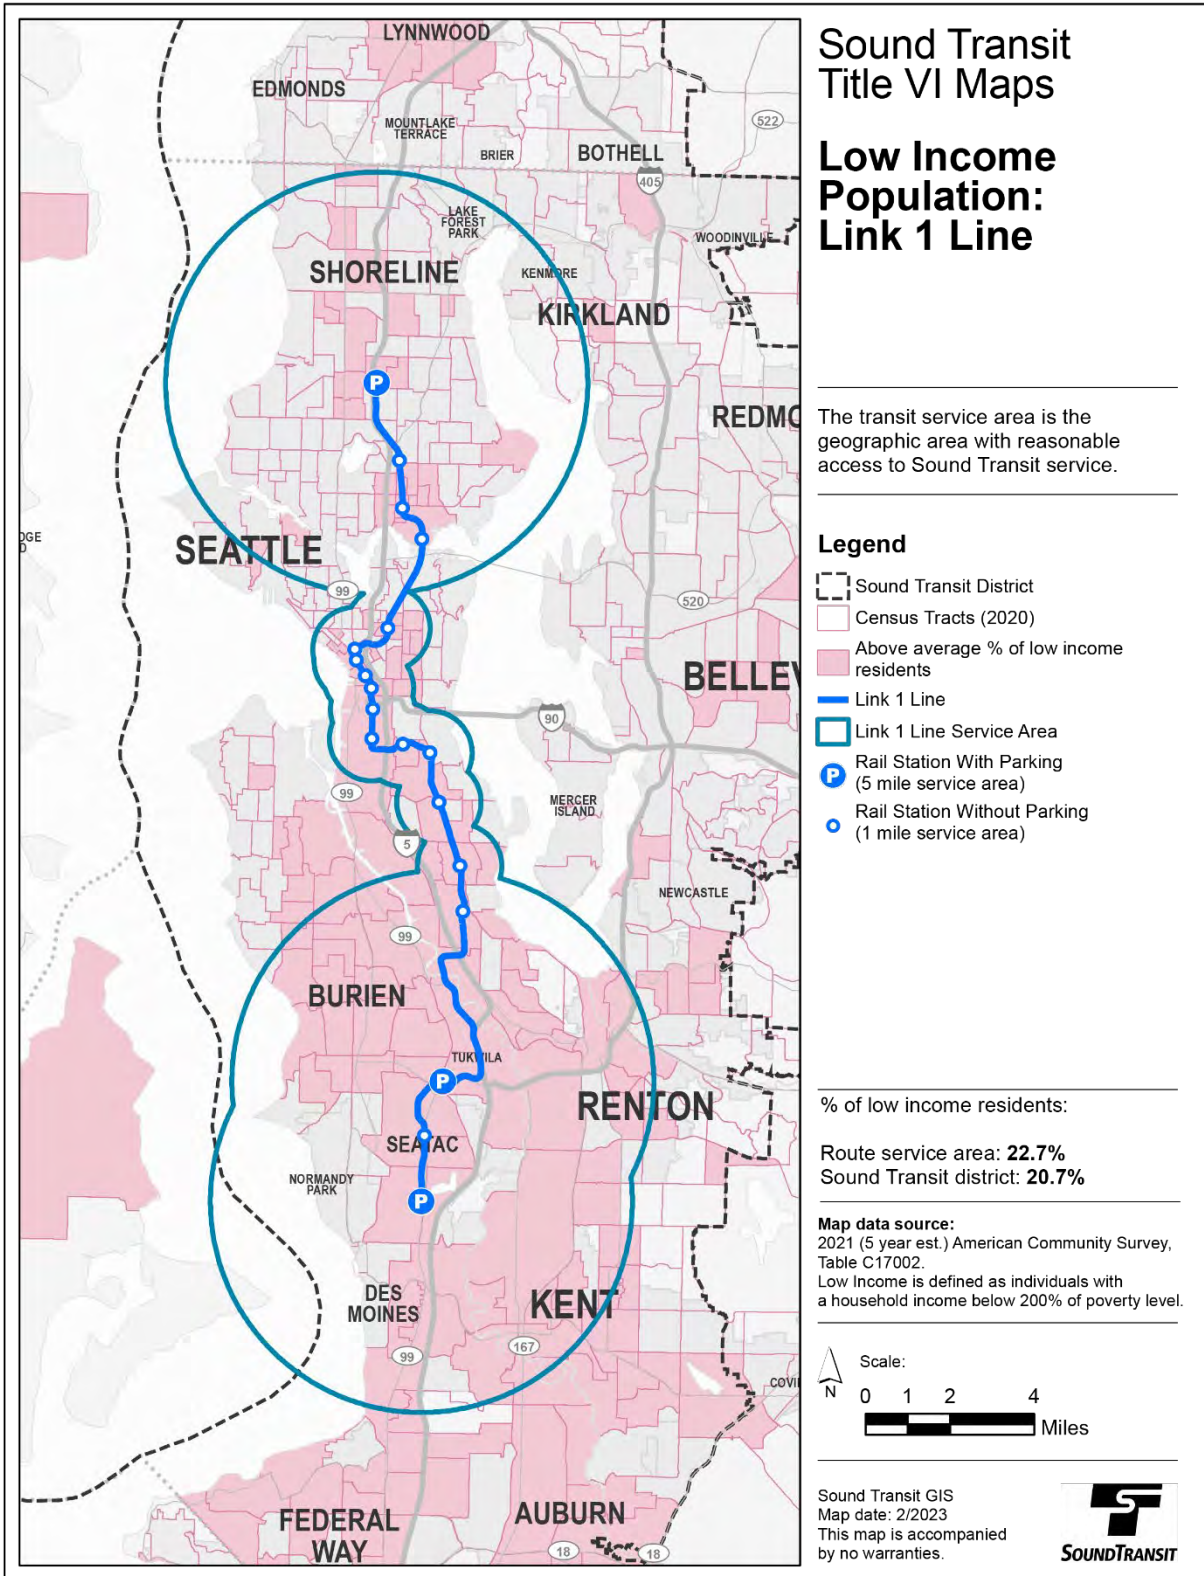 Sound Transit
Title VI Maps
Low Income
Population:
Link 1 Line
The transit service area is the
geographic area with reasonable
access to Sound Transit service.
Legend
Sound Transit District
Census Tracts (2020)
Above average % of low income
residents
Link 1 Line
Link 1 Line Service Area
P
Rail Station With Parking
(5 mile service area)
Rail Station Without Parking
(1 mile service area)
% of low income residents:
Route service area: 22.7%
Sound Transit district: 20.7%
Map data source:
2021 (5 year est.) American Community Survey,
Table C17002.
Low Income is defined as individuals with
a household income below 200% of poverty level.
N
Scale:
0 1 2 4
Miles
Sound Transit GIS
Map date: 2/2023
This map is accompanied
by no warranties.
SOUNDTRANSIT
LYNNWOOD
EDMONDS
MOUNTLAKE
TERRACE
522
BRIER
BOTHELL
405
LAKE
FOREST
PARK
WOODINVILLE
SHORELINE
KENMORE
KIRKLAND
P
REDMO
DGE
D
SEATTLE
99
520
BELLEV
90
99
MERCER
ISLAND
5
NEWCASTLE
99
BURIEN
TUKWILA
P
RENTON
SEATAC
NORMANDY
PARK
P
DES
MOINES
KENT
167
99
COVI
AUBURN
FEDERAL
WAY
18
18